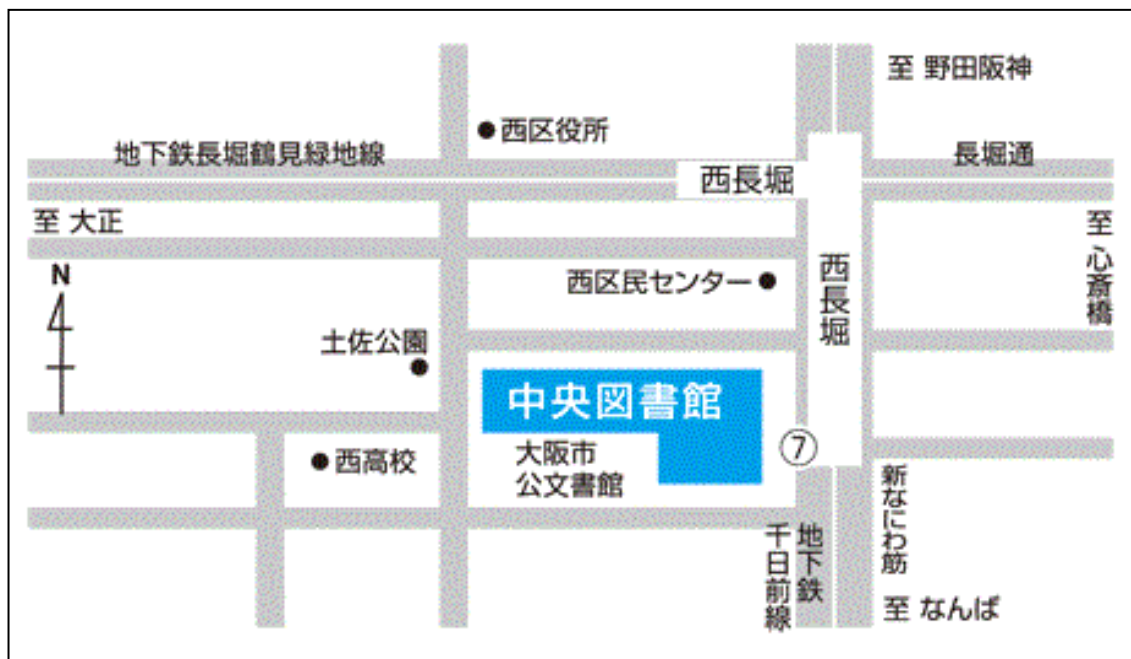 至 野田阪神
西区役所
地下鉄長堀鶴見緑地線
長堀通
西長堀
至 大正
至 心斎橋
N
西区民センター
西長堀
土佐公園
中央図書館
⑦
西高校
大阪市
公文書館
新なにわ筋
地下鉄
千日前線
至 なんば